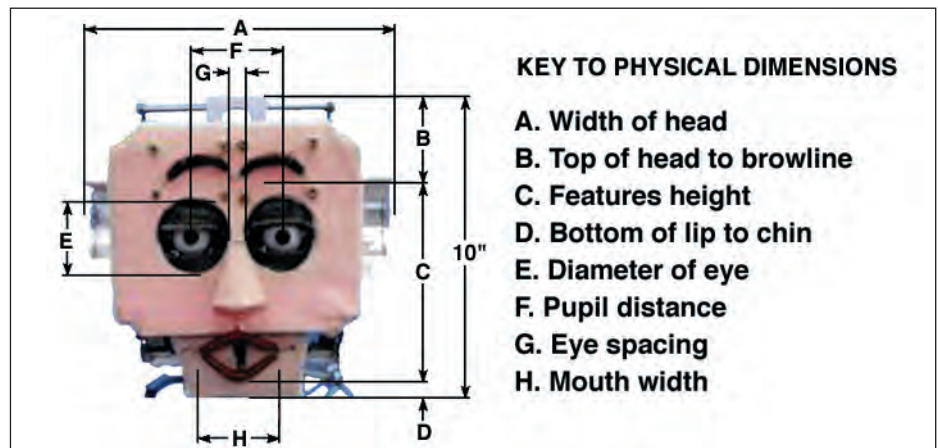 A
F
G
KEY TO PHYSICAL DIMENSIONS
A. Width of head
B
B. Top of head to browline
C. Features height
D. Bottom of lip to chin
E
10"
C
E. Diameter of eye
F. Pupil distance
G. Eye spacing
H. Mouth width
H
D